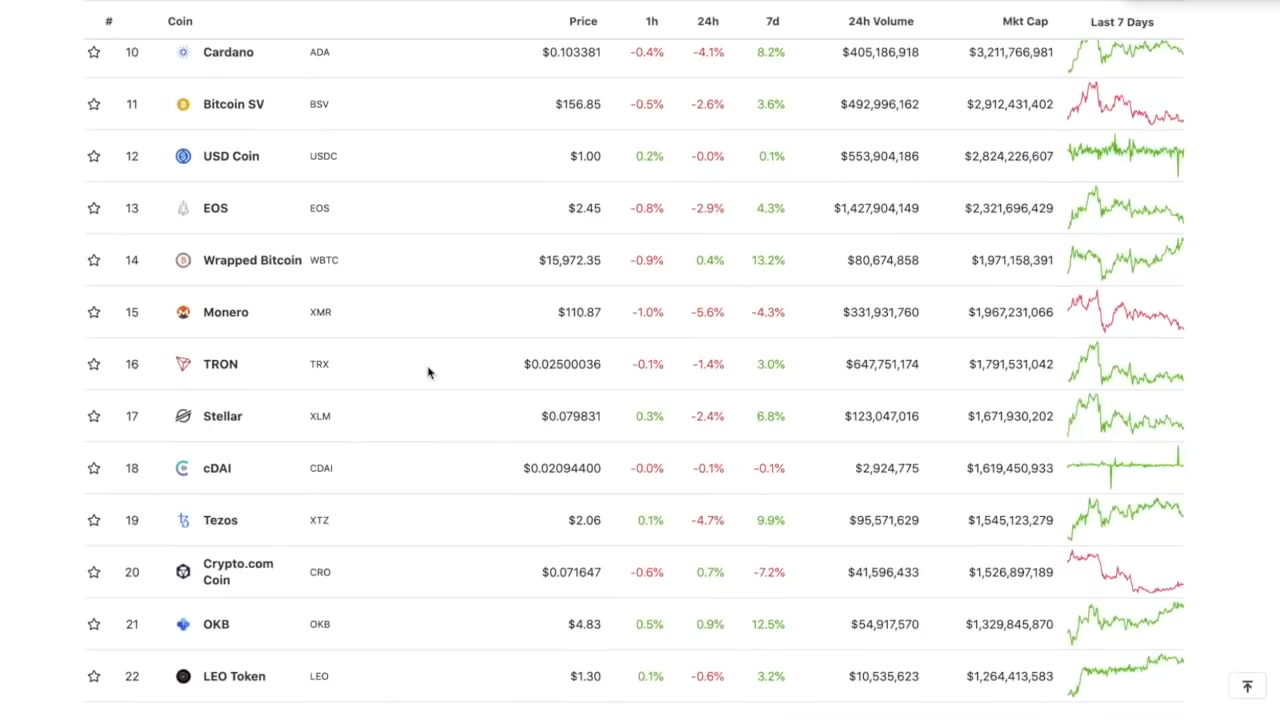 # Coin Price 1h 24h 7d 24h Volume Mkt Cap Last 7 Days
10 Cardano ADA $0.103381 -0.4% -4.1% 8.2% $405,186,918 $3,211,766,981
11 Bitcoin SV BSV $156.85 -0.5% -2.6% 3.6% $492,996,162 $2,912,431,402
12 USD Coin USDC $1.00 0.2% -0.0% 0.1% $553,904,186 $2,824,226,607
13 EOS EOS $2.45 -0.8% -2.9% 4.3% $1,427,904,149 $2,321,696,429
14 Wrapped Bitcoin WBTC $15,972.35 -0.9% 0.4% 13.2% $80,674,858 $1,971,158,391
15 Monero XMR $110.87 -1.0% -5.6% -4.3% $331,931,760 $1,967,231,066
16 TRON TRX $0.02500036 -0.1% -1.4% 3.0% $647,751,174 $1,791,531,042
17 Stellar XLM $0.079831 0.3% -2.4% 6.8% $123,047,016 $1,671,930,202
18 cDAI CDAI $0.02094400 -0.0% -0.1% -0.1% $2,924,775 $1,619,450,933
19 Tezos XTZ $2.06 0.1% -4.7% 9.9% $95,571,629 $1,545,123,279
20 Crypto.com Coin CRO $0.071647 -0.6% 0.7% -7.2% $41,596,433 $1,526,897,189
21 OKB OKB $4.83 0.5% 0.9% 12.5% $54,917,570 $1,329,845,870
22 LEO Token LEO $1.30 0.1% -0.6% 3.2% $10,535,623 $1,264,413,583